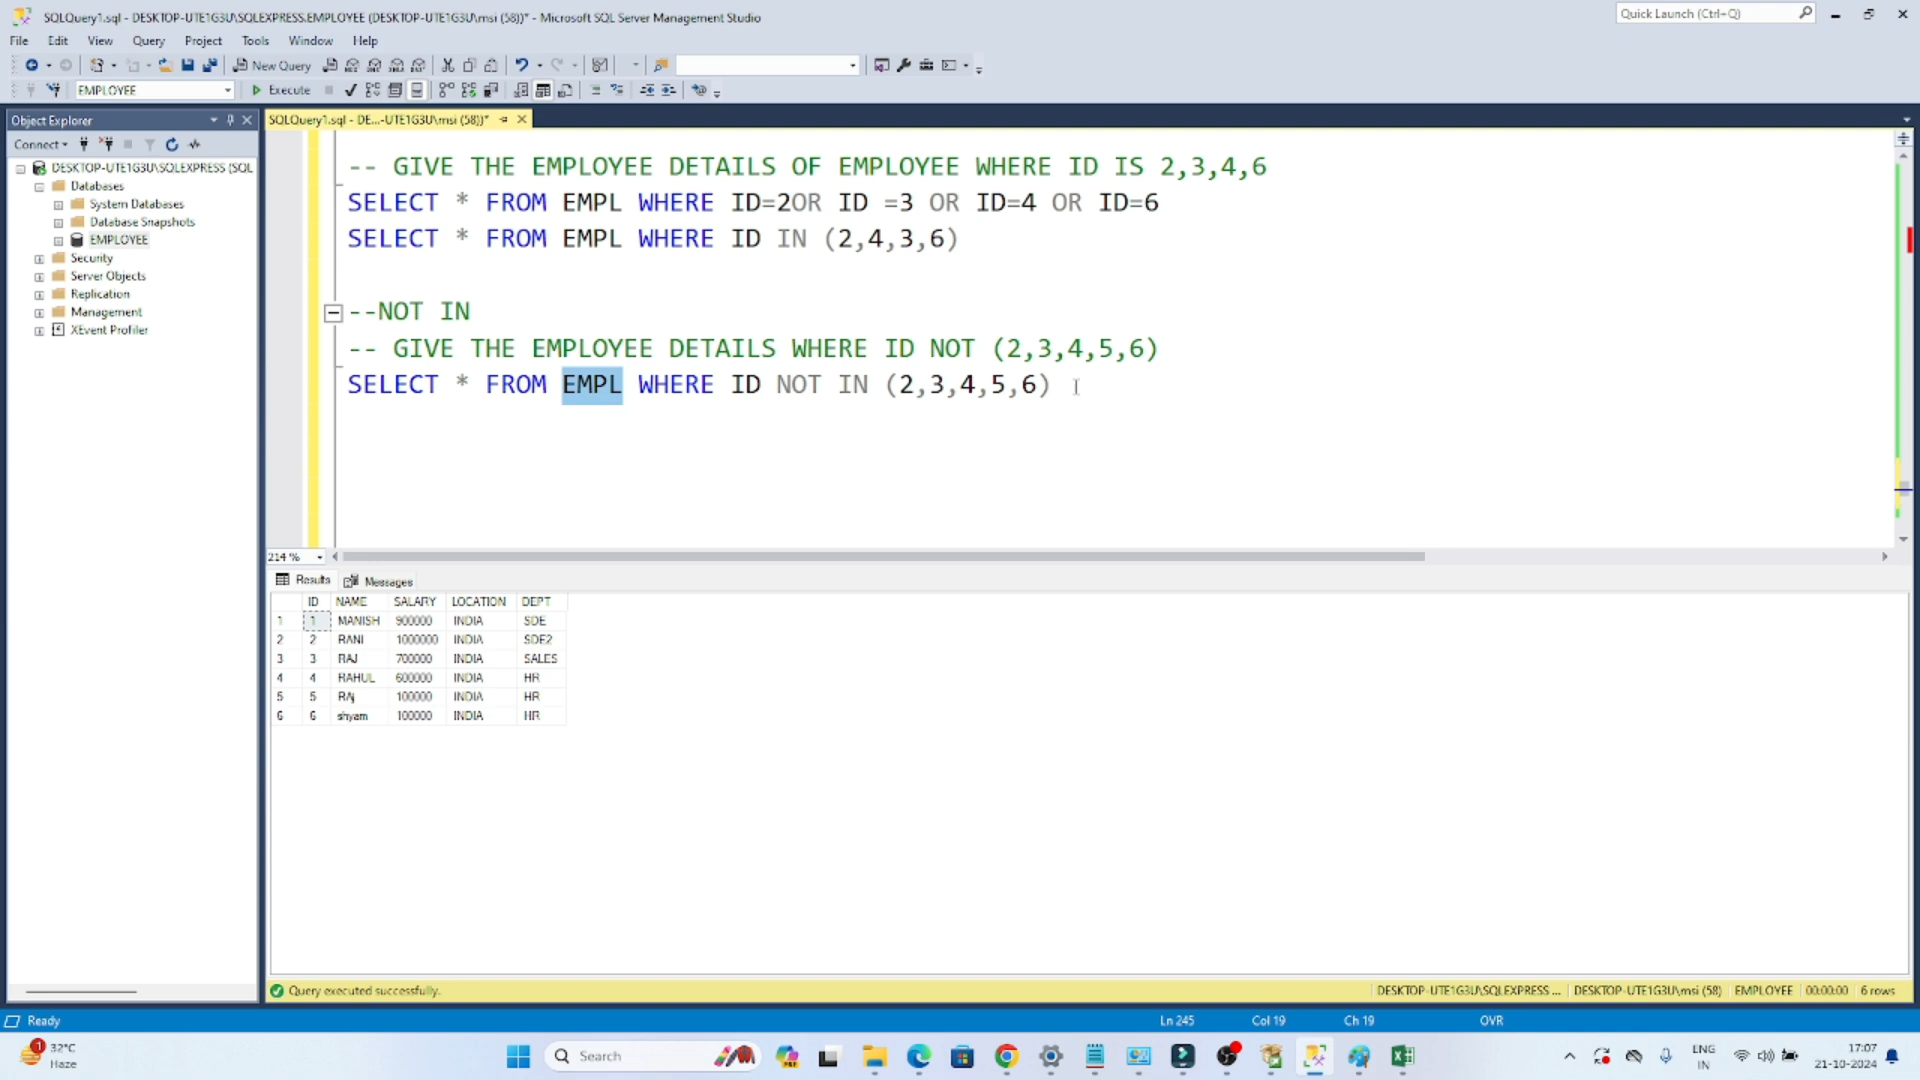 SQLQuery1.sql - DESKTOP-UTE1G3U\SQLEXPRESS.EMPLOYEE (DESKTOP-UTE1G3U\msi (58))* - Microsoft SQL Server Management Studio
Quick Launch (Ctrl+Q)
File Edit View Query Project Tools Window Help
New Query
EMPLOYEE Execute
Object Explorer
SQLQuery1.sql - DE...-UTE1G3U\msi (58))*
Connect
DESKTOP-UTE1G3U\SQLEXPRESS (SQL
Databases
System Databases
Database Snapshots
EMPLOYEE
Security
Server Objects
Replication
Management
XEvent Profiler
-- GIVE THE EMPLOYEE DETAILS OF EMPLOYEE WHERE ID IS 2,3,4,6
SELECT * FROM EMPL WHERE ID=2OR ID =3 OR ID=4 OR ID=6
SELECT * FROM EMPL WHERE ID IN (2,4,3,6)
--NOT IN
-- GIVE THE EMPLOYEE DETAILS WHERE ID NOT (2,3,4,5,6)
SELECT * FROM EMPL WHERE ID NOT IN (2,3,4,5,6)
214 %
Results Messages
ID NAME SALARY LOCATION DEPT
1 1 MANISH 900000 INDIA SDE
2 2 RANI 1000000 INDIA SDE2
3 3 RAJ 700000 INDIA SALES
4 4 RAHUL 600000 INDIA HR
5 5 RAj 100000 INDIA HR
6 6 shyam 100000 INDIA HR
Query executed successfully.
DESKTOP-UTE1G3U\SQLEXPRESS ... DESKTOP-UTE1G3U\msi (58) EMPLOYEE 00:00:00 6 rows
Ready Ln 245 Col 19 Ch 19 OVR
1 32°C
Haze
Search
ENG
IN
17:07
21-10-2024